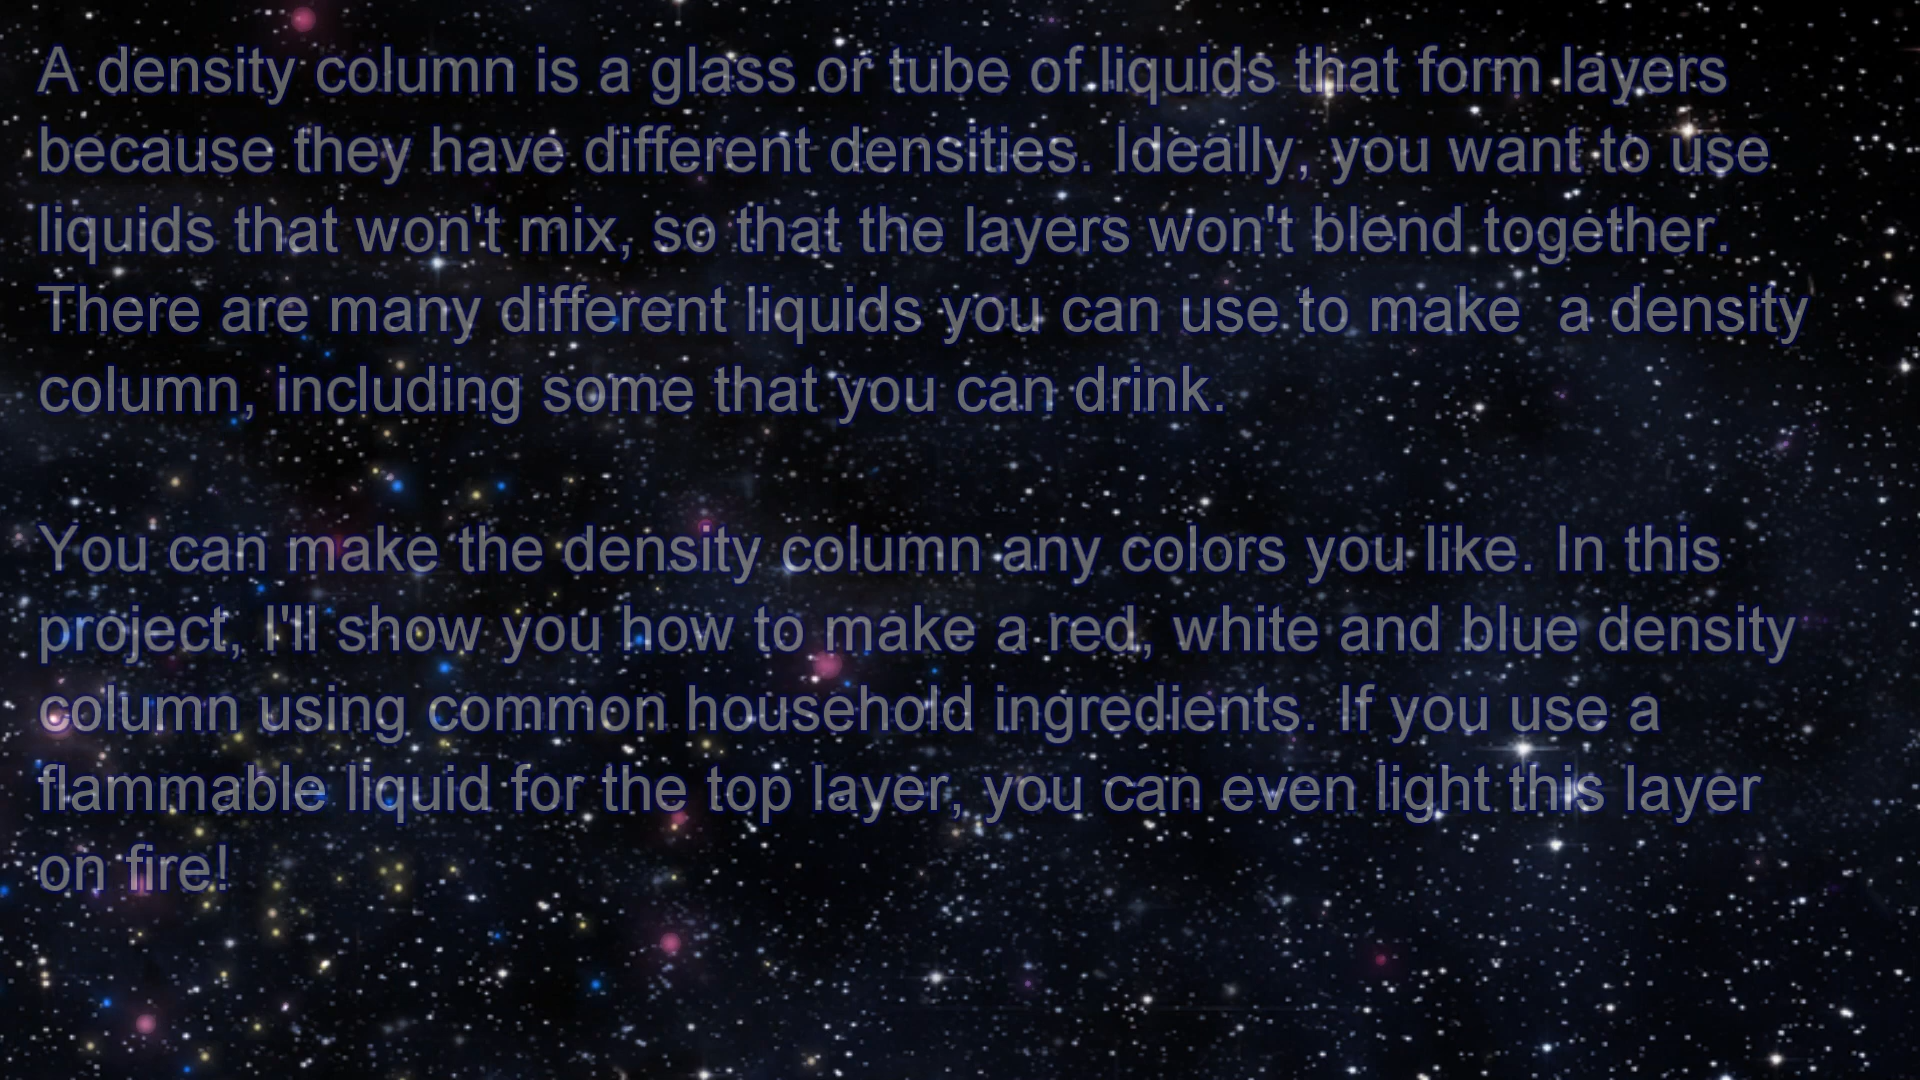 A density column is a glass or tube of liquids that form layers
because they have different densities. Ideally, you want to use
liquids that won't mix, so that the layers won't blend together.
There are many different liquids you can use to make  a density
column, including some that you can drink.
You can make the density column any colors you like. In this
project, I'll show you how to make a red, white and blue density
column using common household ingredients. If you use a
flammable liquid for the top layer, you can even light this layer
on fire!